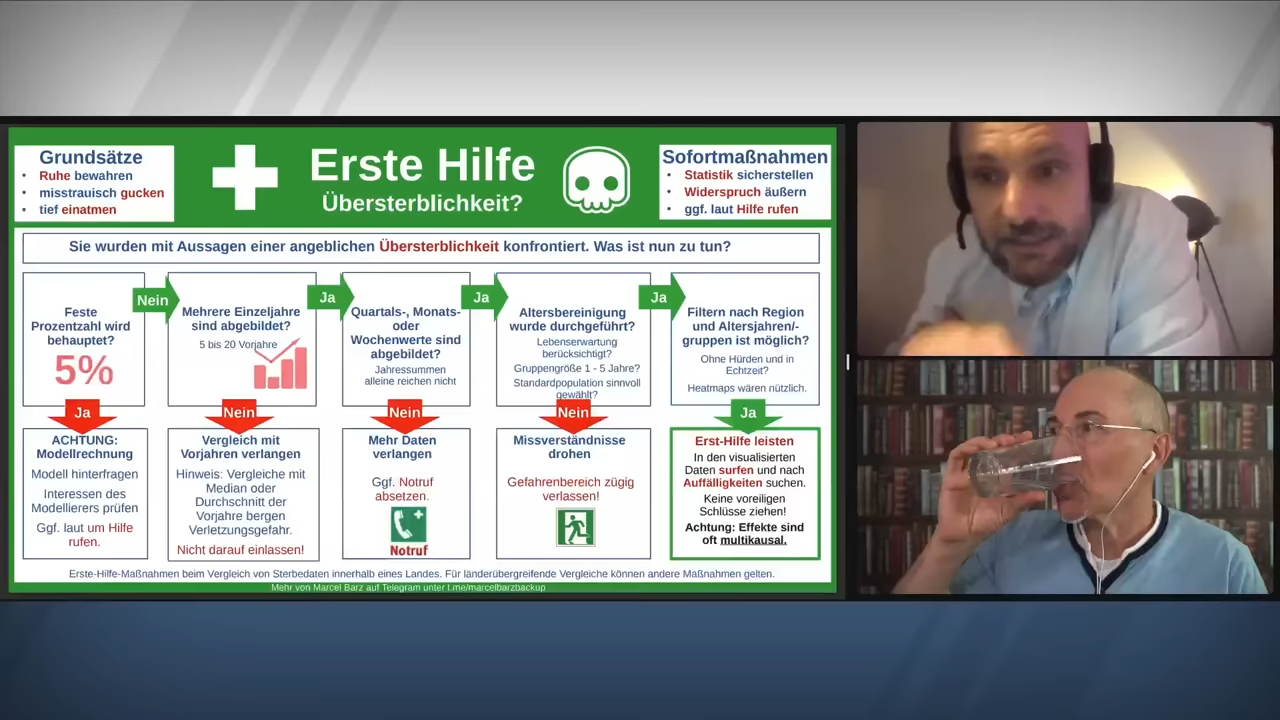 Grundsätze
• Ruhe bewahren
• misstrauisch gucken
• tief einatmen
Erste Hilfe
Übersterblichkeit?
Sofortmaßnahmen
• Statistik sicherstellen
• Widerspruch äußern
• ggf. laut Hilfe rufen
Sie wurden mit Aussagen einer angeblichen Übersterblichkeit konfrontiert. Was ist nun zu tun?
Feste
Prozentzahl wird
behauptet?
5%
Nein
Mehrere Einzeljahre
sind abgebildet?
5 bis 20 Vorjahre
Ja
Quartals-, Monats-
oder
Wochenwerte sind
abgebildet?
Jahressummen
alleine reichen nicht
Ja
Altersbereinigung
wurde durchgeführt?
Lebenserwartung
berücksichtigt?
Gruppengröße 1 - 5 Jahre?
Standardpopulation sinnvoll
gewählt?
Ja
Filtern nach Region
und Altersjahren/-
gruppen ist möglich?
Ohne Hürden und in
Echtzeit?
Heatmaps wären nützlich.
Ja
ACHTUNG:
Modellrechnung
Modell hinterfragen
Interessen des
Modellierers prüfen
Ggf. laut um Hilfe
rufen.
Nein
Vergleich mit
Vorjahren verlangen
Hinweis: Vergleiche mit
Median oder
Durchschnitt der
Vorjahre bergen
Verletzungsgefahr.
Nicht darauf einlassen!
Nein
Mehr Daten
verlangen
Ggf. Notruf
absetzen.
Notruf
Nein
Missverständnisse
drohen
Gefahrenbereich zügig
verlassen!
Ja
Erst-Hilfe leisten
In den visualisierten
Daten surfen und nach
Auffälligkeiten suchen.
Keine voreiligen
Schlüsse ziehen!
Achtung: Effekte sind
oft multikausal.
Erste-Hilfe-Maßnahmen beim Vergleich von Sterbedaten innerhalb eines Landes. Für länderübergreifende Vergleiche können andere Maßnahmen gelten.
Mehr von Marcel Barz auf Telegram unter t.me/marcelbarzbackup